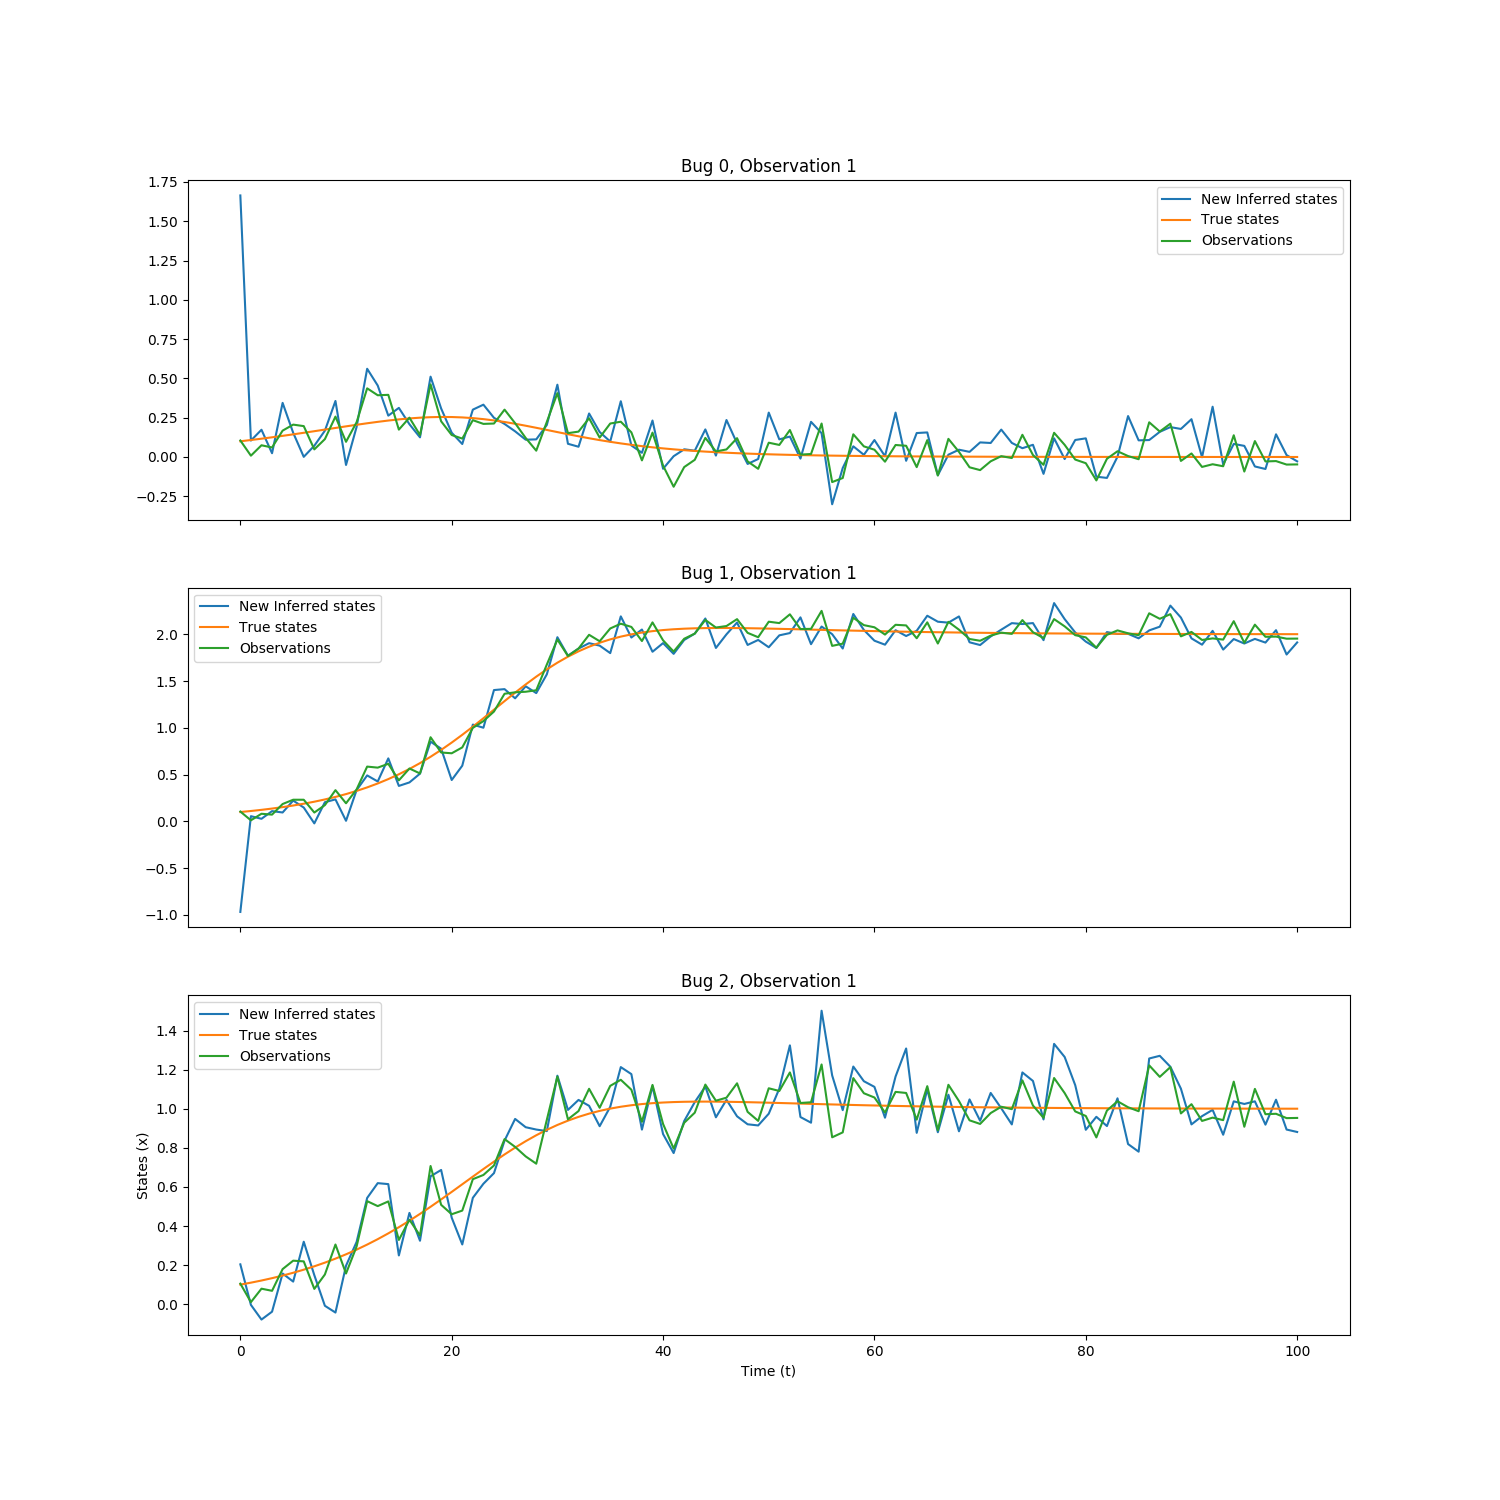 Bug 0, Observation 1
1.75
1.50
1.25
1.00
0.75
0.50
0.25
0.00
−0.25
New Inferred states
True states
Observations
Bug 1, Observation 1
2.0
1.5
1.0
0.5
0.0
−0.5
−1.0
New Inferred states
True states
Observations
Bug 2, Observation 1
States (x)
1.4
1.2
1.0
0.8
0.6
0.4
0.2
0.0
New Inferred states
True states
Observations
0 20 40 60 80 100
Time (t)